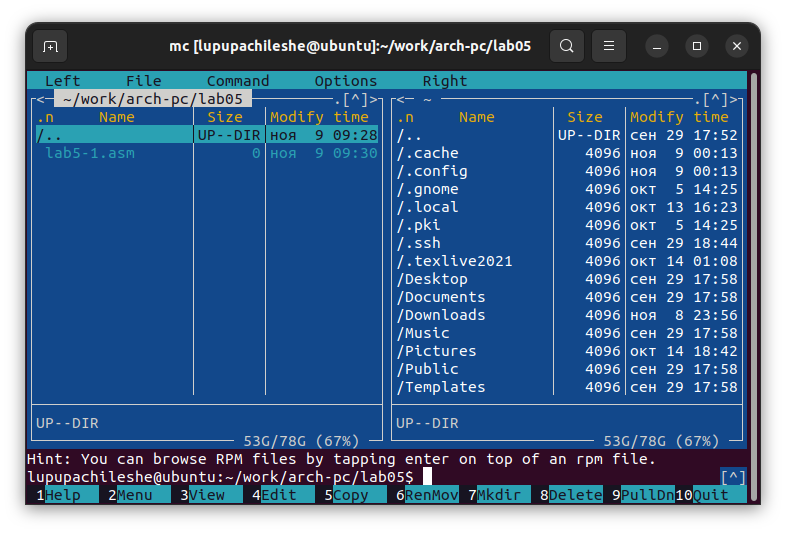 mc [lupupachileshe@ubuntu]:~/work/arch-pc/lab05
Left File Command Options Right
<- ~/work/arch-pc/lab05 .[^]>
.n Name Size Modify time
/.. UP--DIR ноя 9 09:28
lab5-1.asm 0 ноя 9 09:30
UP--DIR
53G/78G (67%)
<- ~ .[^]>
.n Name Size Modify time
/.. UP--DIR сен 29 17:52
/.cache 4096 ноя 9 00:13
/.config 4096 ноя 9 00:13
/.gnome 4096 окт 5 14:25
/.local 4096 окт 13 16:23
/.pki 4096 окт 5 14:25
/.ssh 4096 сен 29 18:44
/.texlive2021 4096 окт 14 01:08
/Desktop 4096 сен 29 17:58
/Documents 4096 сен 29 17:58
/Downloads 4096 ноя 8 23:56
/Music 4096 сен 29 17:58
/Pictures 4096 окт 14 18:42
/Public 4096 сен 29 17:58
/Templates 4096 сен 29 17:58
UP--DIR
53G/78G (67%)
Hint: You can browse RPM files by tapping enter on top of an rpm file.
lupupachileshe@ubuntu:~/work/arch-pc/lab05$ [^]
1Help 2Menu 3View 4Edit 5Copy 6RenMov 7Mkdir 8Delete 9PullDn 10Quit